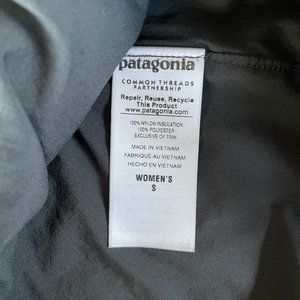 patagonia
COMMON THREADS
PARTNERSHIP
Repair, Reuse, Recycle
This Product
www.patagonia.com
100% NYLON INSULATION
100% POLYESTER
EXCLUSIVE OF TRIM
MADE IN VIETNAM
FABRIQUÉ AU VIETNAM
HECHO EN VIETNAM
WOMEN'S
S